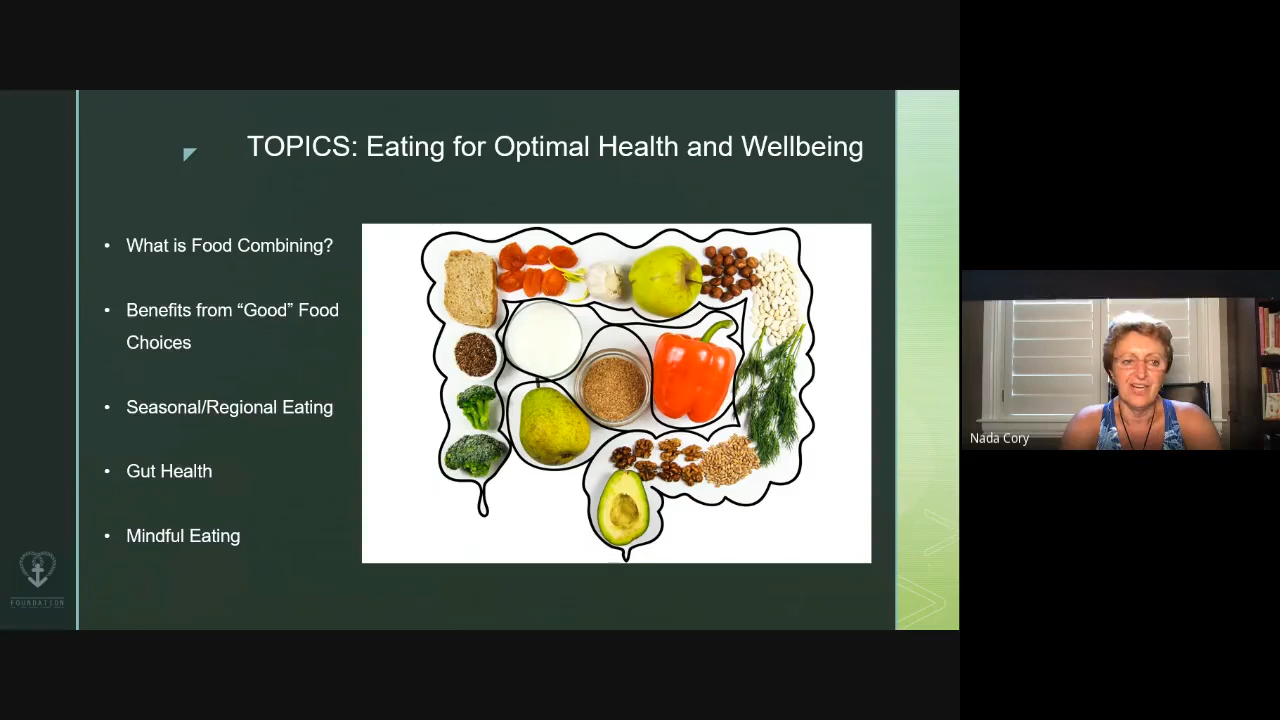 TOPICS: Eating for Optimal Health and Wellbeing
• What is Food Combining?
• Benefits from “Good” Food
Choices
• Seasonal/Regional Eating
• Gut Health
• Mindful Eating
FOUNDATION
Nada Cory